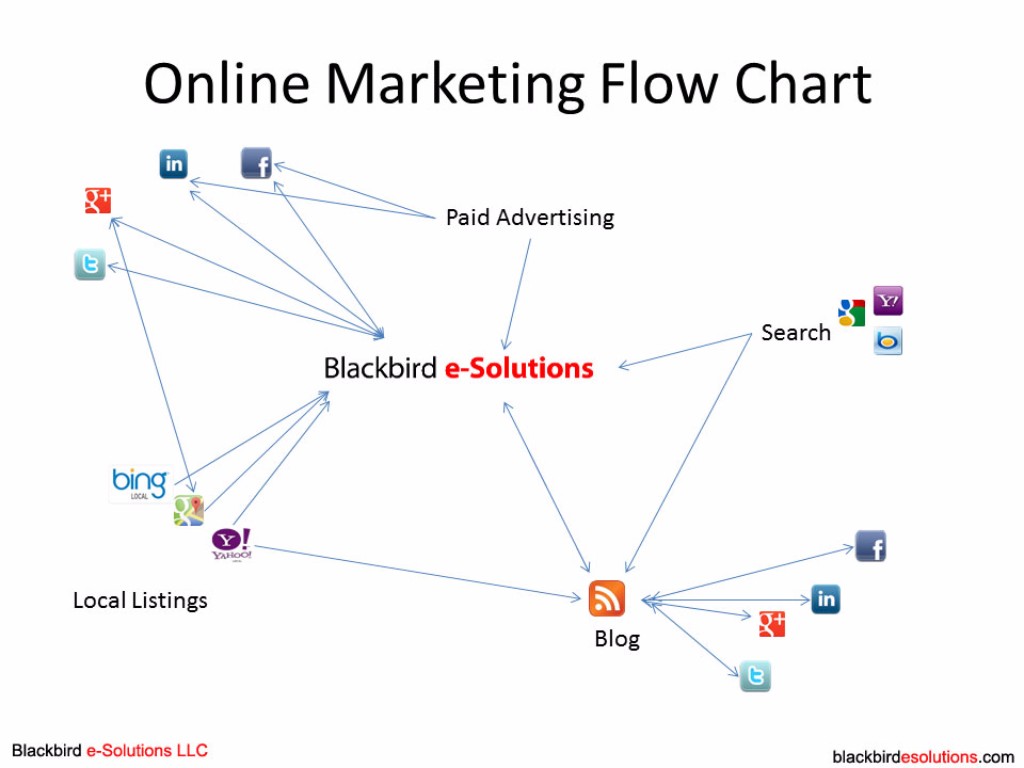 Online Marketing Flow Chart
in
f
g+
t
Paid Advertising
Y!
g
Search
b
Blackbird e-Solutions
bing
LOCAL
g
Y!
YAHOO!
f
in
Local Listings
g+
Blog
t
Blackbird e-Solutions LLC
blackbirdesolutions.com